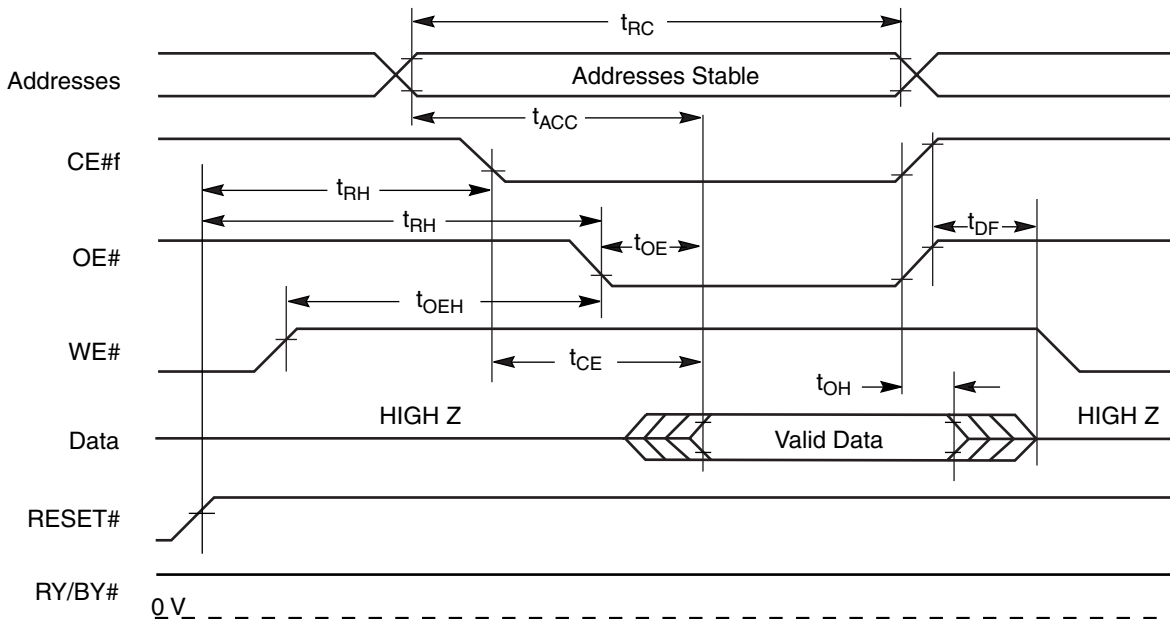 tRC
Addresses
Addresses Stable
tACC
CE#f
tRH
tRH
tDF
OE#
tOE
tOEH
WE#
tCE
tOH
HIGH Z
HIGH Z
Data
Valid Data
RESET#
RY/BY#
0 V